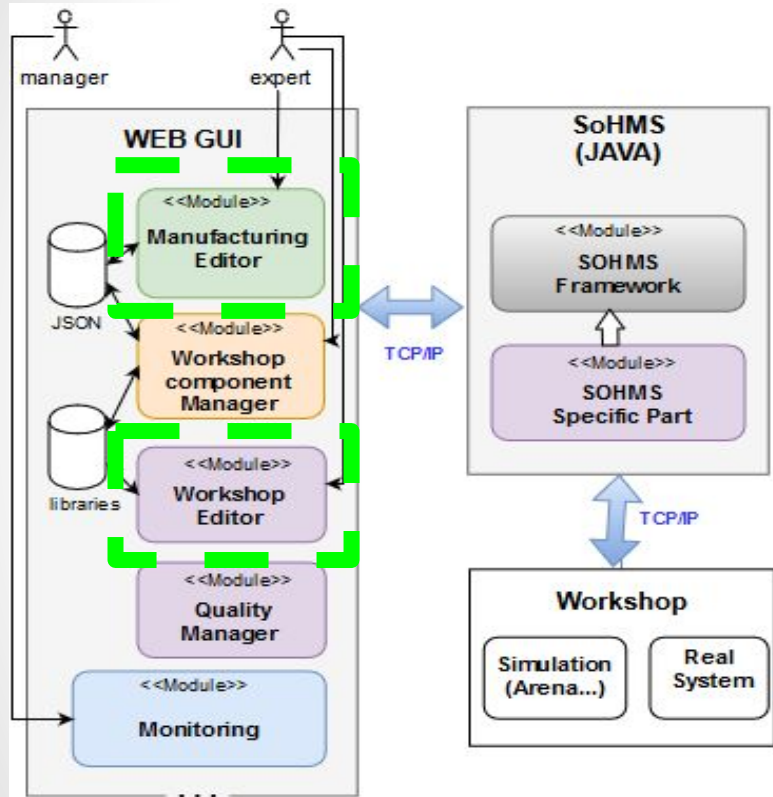 manager
expert
WEB GUI
<<Module>>
Manufacturing
Editor
JSON
<<Module>>
Workshop
component
Manager
libraries
<<Module>>
Workshop
Editor
<<Module>>
Quality
Manager
<<Module>>
Monitoring
TCP/IP
SoHMS
(JAVA)
<<Module>>
SOHMS
Framework
<<Module>>
SOHMS
Specific Part
TCP/IP
Workshop
Simulation
(Arena...)
Real
System
...